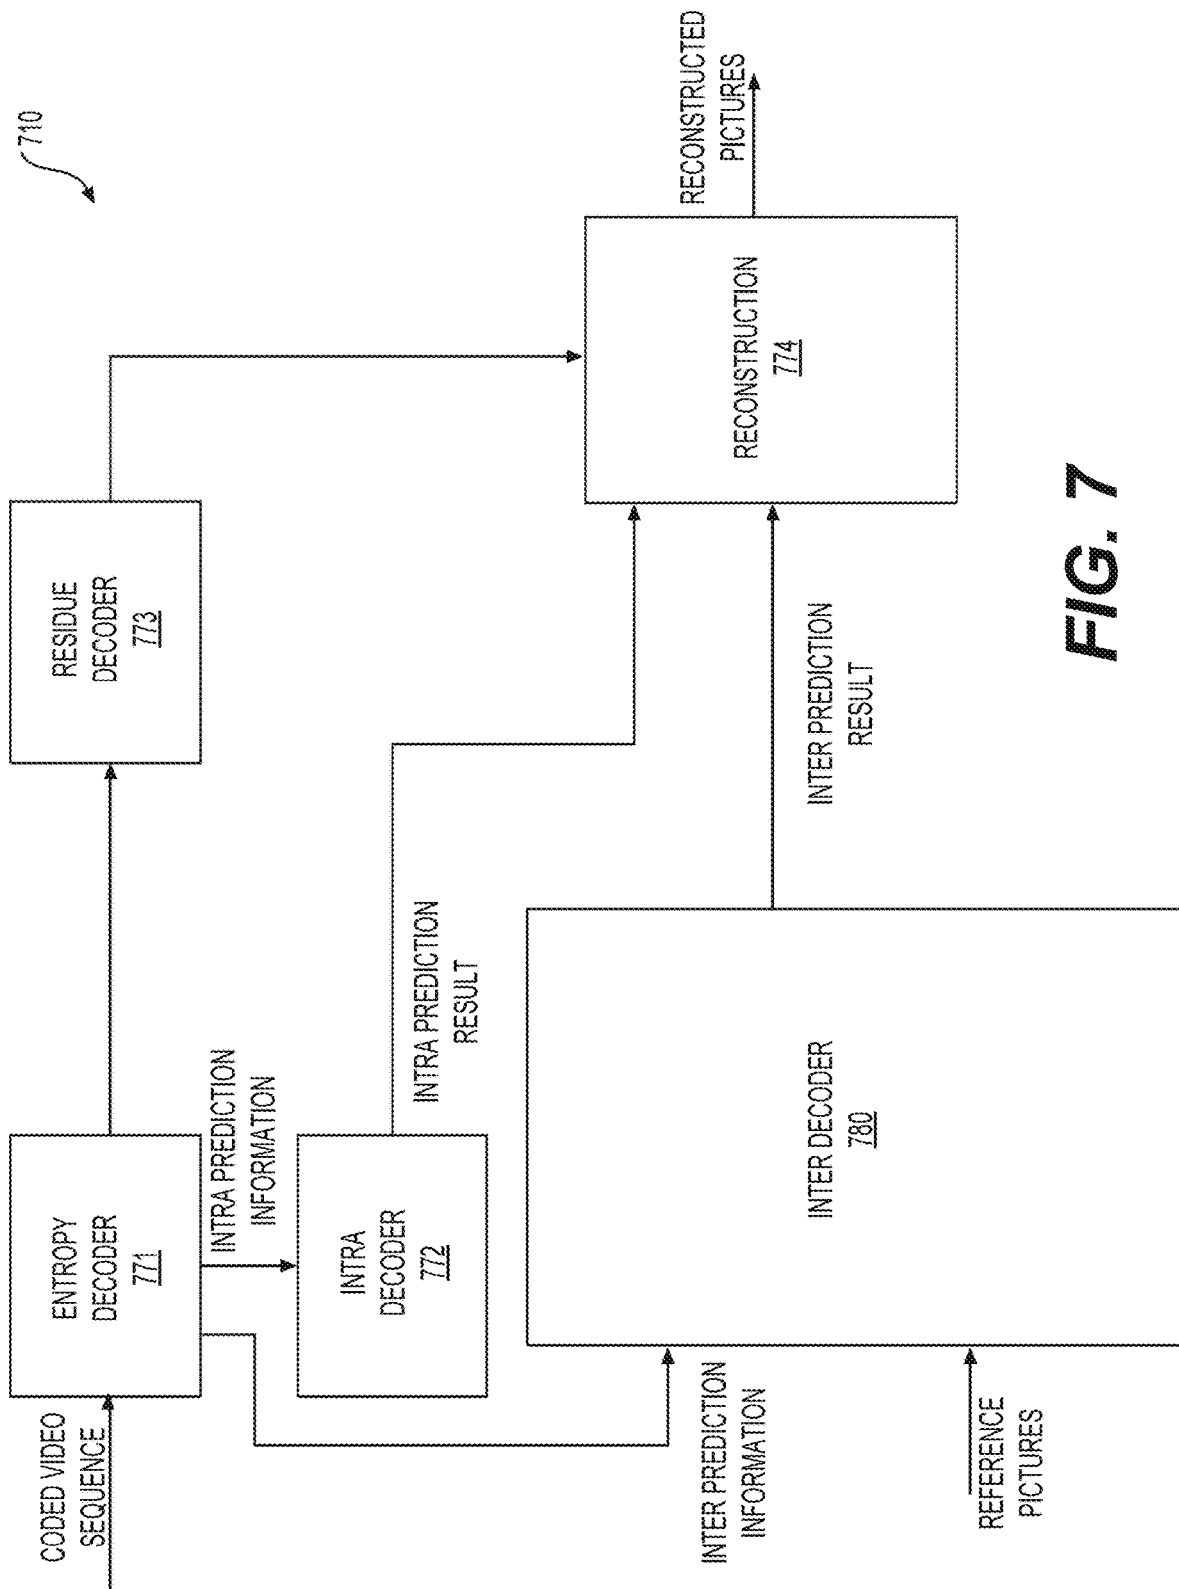 710
CODED VIDEO
SEQUENCE
ENTROPY
DECODER
771
RESIDUE
DECODER
773
INTRA PREDICTION
INFORMATION
INTRA
DECODER
772
INTRA PREDICTION
RESULT
INTER PREDICTION
INFORMATION
REFERENCE
PICTURES
INTER DECODER
780
INTER PREDICTION
RESULT
RECONSTRUCTION
774
RECONSTRUCTED
PICTURES
FIG. 7